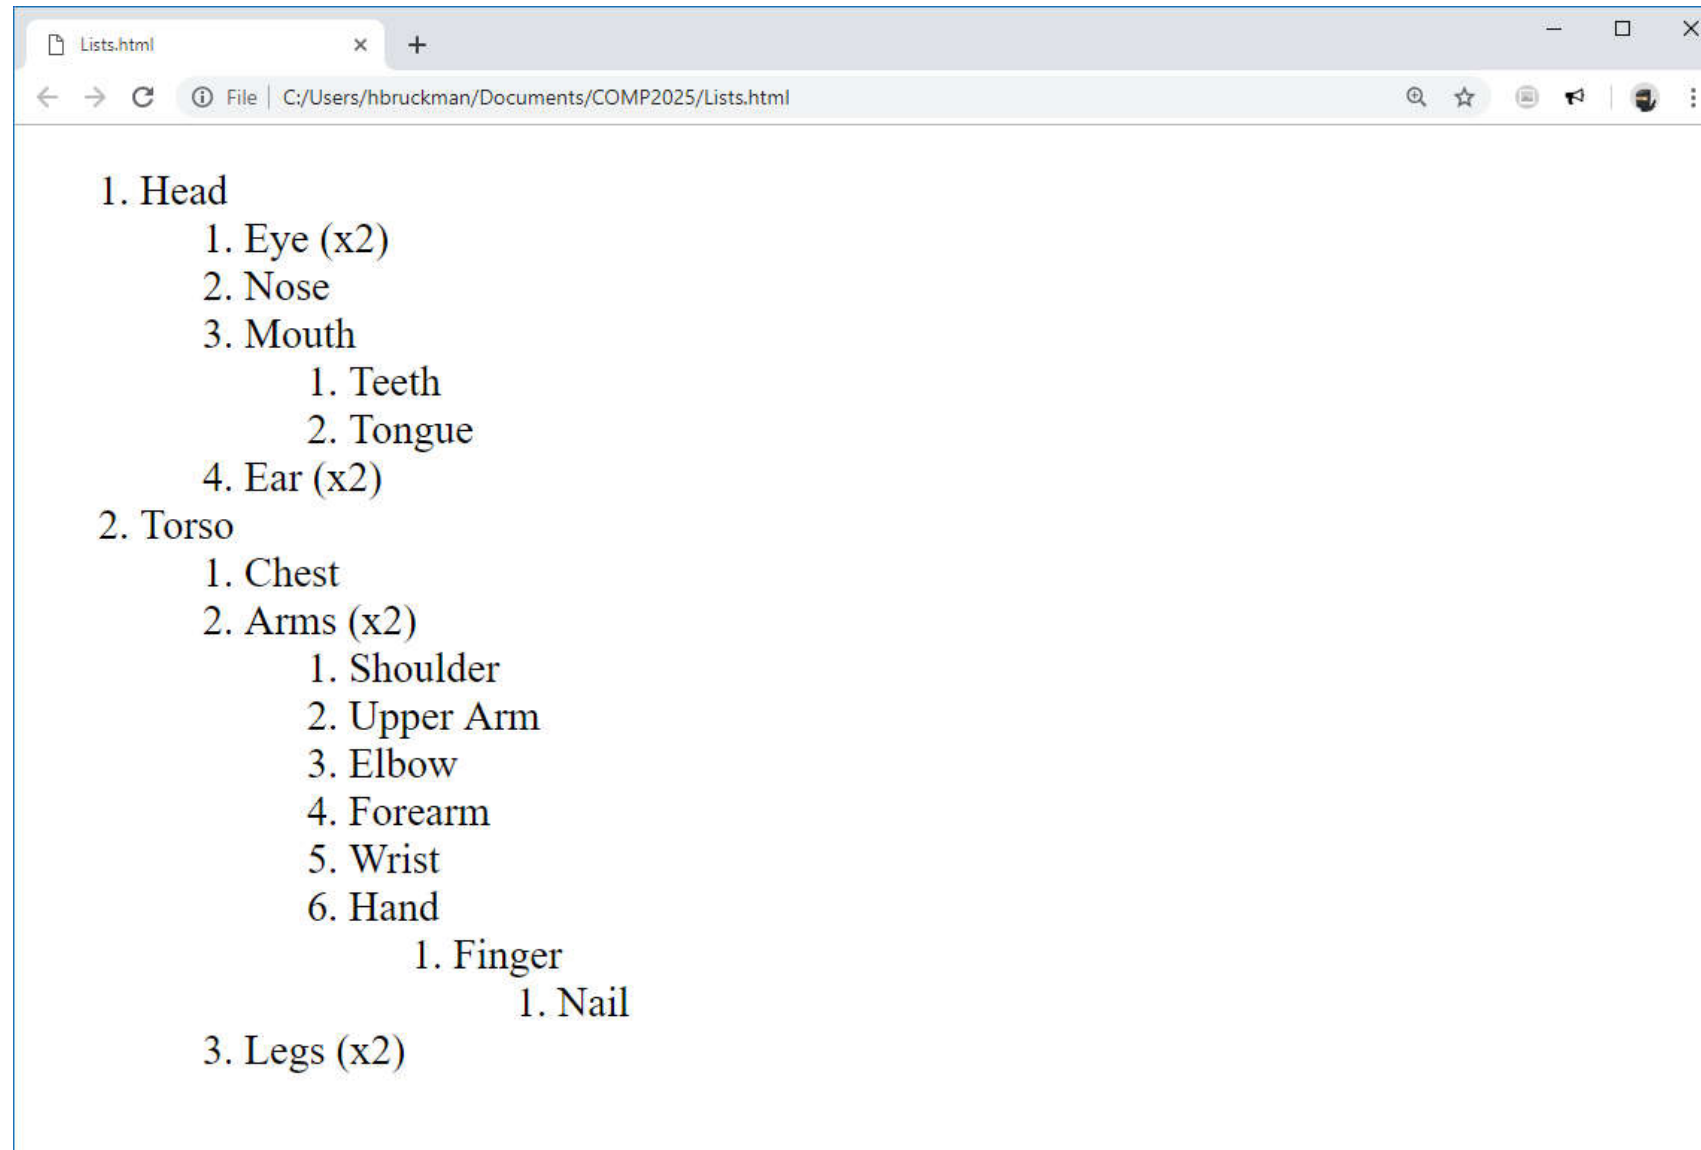 Lists.html
File C:/Users/hbruckman/Documents/COMP2025/Lists.html
1. Head
1. Eye (x2)
2. Nose
3. Mouth
1. Teeth
2. Tongue
4. Ear (x2)
2. Torso
1. Chest
2. Arms (x2)
1. Shoulder
2. Upper Arm
3. Elbow
4. Forearm
5. Wrist
6. Hand
1. Finger
1. Nail
3. Legs (x2)